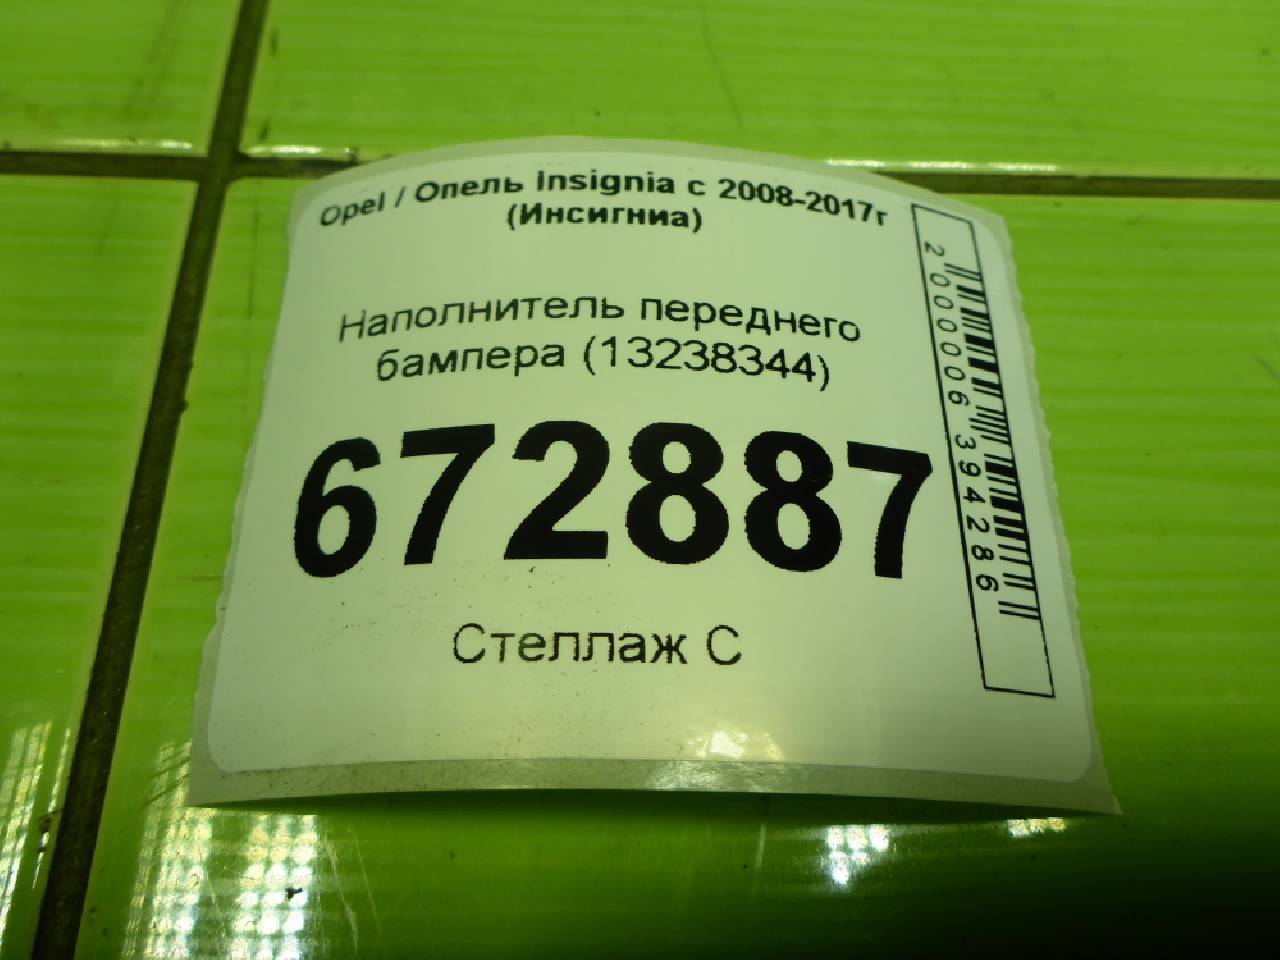 Opel / Опель Insignia с 2008-2017г
(Инсигниа)
Наполнитель переднего
бампера (13238344)
672887
Стеллаж С
2000006394286